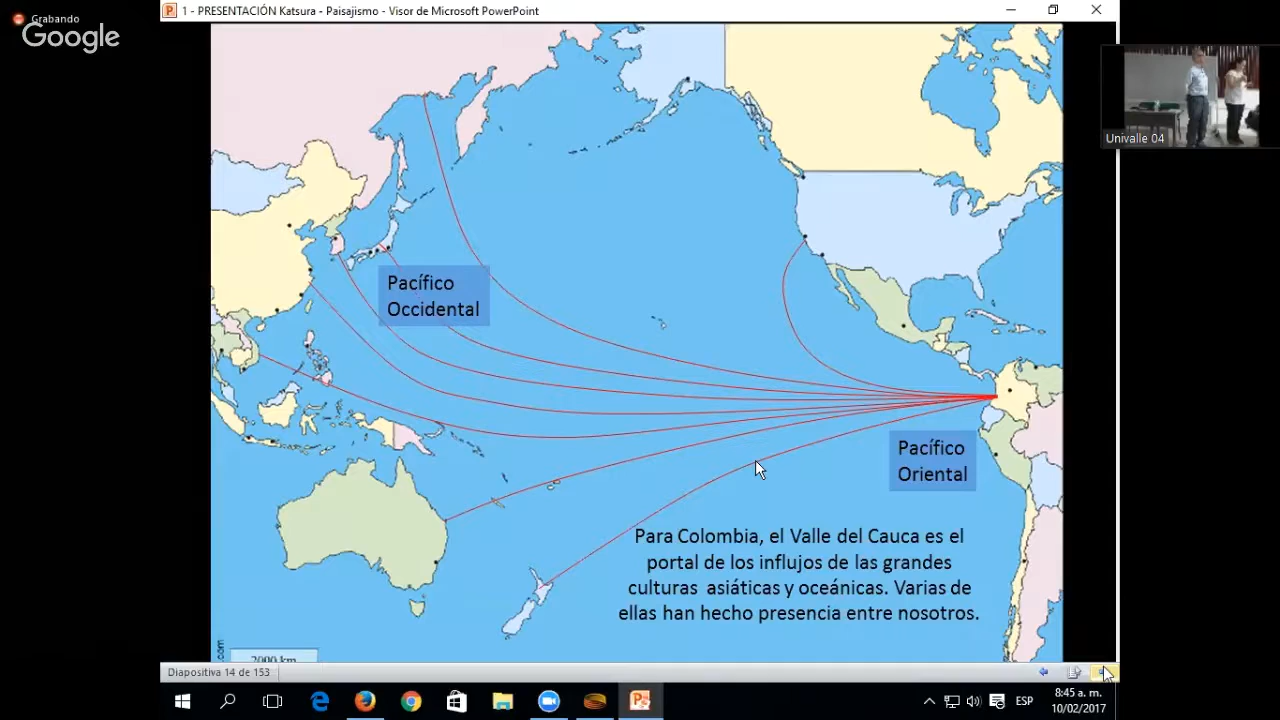 Grabando
Google
1 - PRESENTACIÓN Katsura - Paisajismo - Visor de Microsoft PowerPoint
Univalle 04
Pacífico
Occidental
Pacífico
Oriental
Para Colombia, el Valle del Cauca es el
portal de los influjos de las grandes
culturas asiáticas y oceánicas. Varias de
ellas han hecho presencia entre nosotros.
.com
2000 km
Diapositiva 14 de 153
ESP
8:45 a. m.
10/02/2017